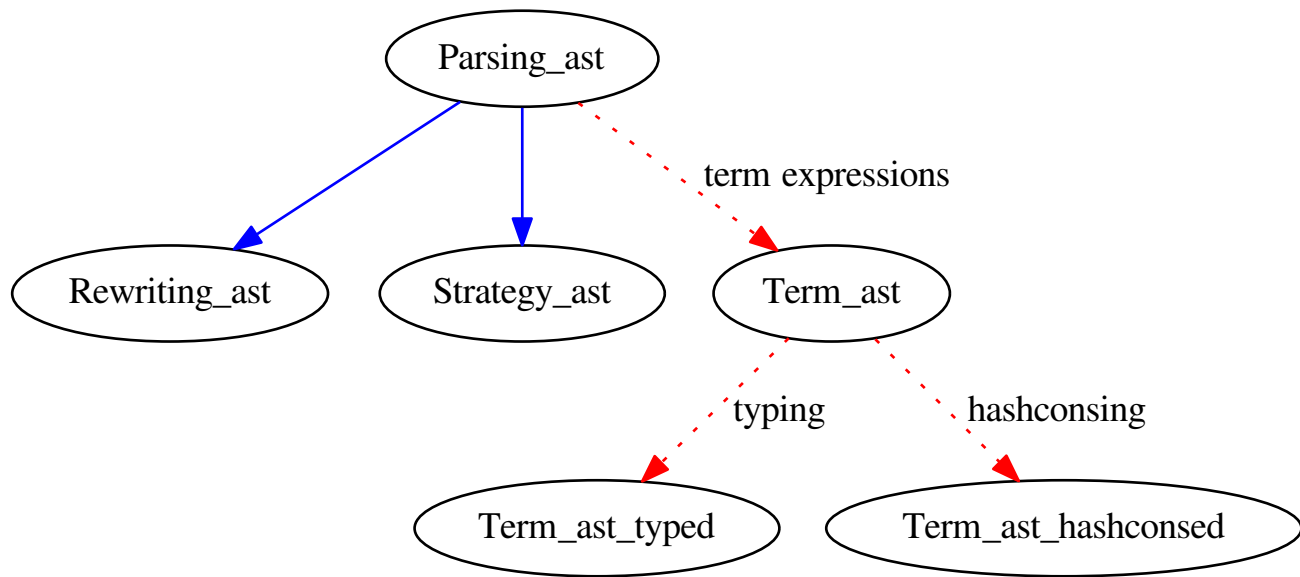 Parsing_ast
term expressions
Rewriting_ast
Strategy_ast
Term_ast
typing
hashconsing
Term_ast_typed
Term_ast_hashconsed